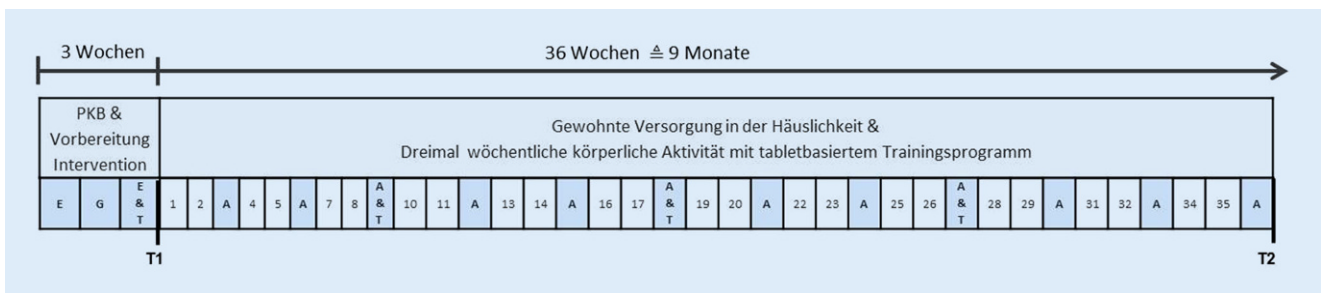 3 Wochen
36 Wochen ≙ 9 Monate
PKB &
Vorbereitung
Intervention
Gewohnte Versorgung in der Häuslichkeit &
Dreimal wöchentliche körperliche Aktivität mit tabletbasiertem Trainingsprogramm
E G E & T 1 2 A 4 5 A 7 8 A & T 10 11 A 13 14 A 16 17 A & T 19 20 A 22 23 A 25 26 A & T 28 29 A 31 32 A 34 35 A
T1 T2